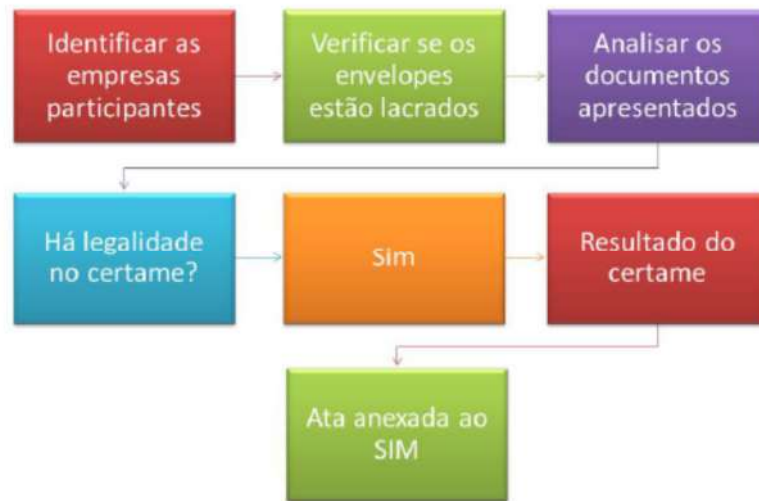 Identificar as
empresas
participantes
Verificar se os
envelopes
estão lacrados
Analisar os
documentos
apresentados
Há legalidade
no certame?
Sim
Resultado do
certame
Ata anexada ao
SIM